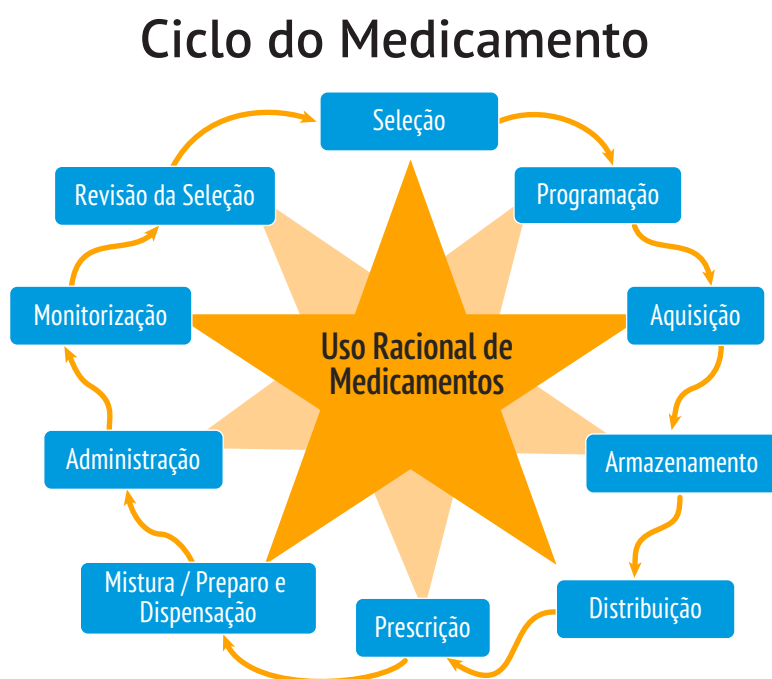 Ciclo do Medicamento
Seleção
Programação
Aquisição
Armazenamento
Distribuição
Prescrição
Mistura / Preparo e
Dispensação
Administração
Monitorização
Revisão da Seleção
Uso Racional de
Medicamentos